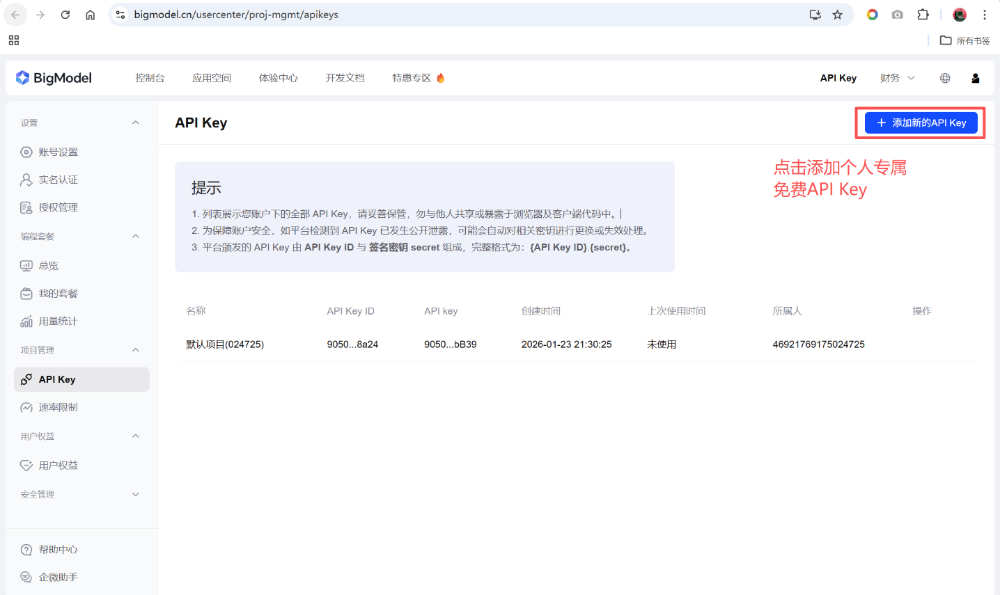 bigmodel.cn/usercenter/proj-mgmt/apikeys
所有书签
BigModel
控制台
应用空间
体验中心
开发文档
特惠专区
API Key
财务
设置
账号设置
实名认证
授权管理
编程套餐
总览
我的套餐
用量统计
项目管理
API Key
速率限制
用户权益
用户权益
安全管理
帮助中心
企微助手
API Key
添加新的API Key
点击添加个人专属
免费API Key
提示
1. 列表展示您账户下的全部 API Key，请妥善保管，勿与他人共享或暴露于浏览器及客户端代码中。
2. 为保障账户安全，如平台检测到 API Key 已发生公开泄露，可能会自动对相关密钥进行更换或失效处理。
3. 平台颁发的 API Key 由 API Key ID 与 签名密钥 secret 组成，完整格式为：{API Key ID}.{secret}。
名称 API Key ID API key 创建时间 上次使用时间 所属人 操作
默认项目(024725) 9050...8a24 9050...bB39 2026-01-23 21:30:25 未使用 46921769175024725